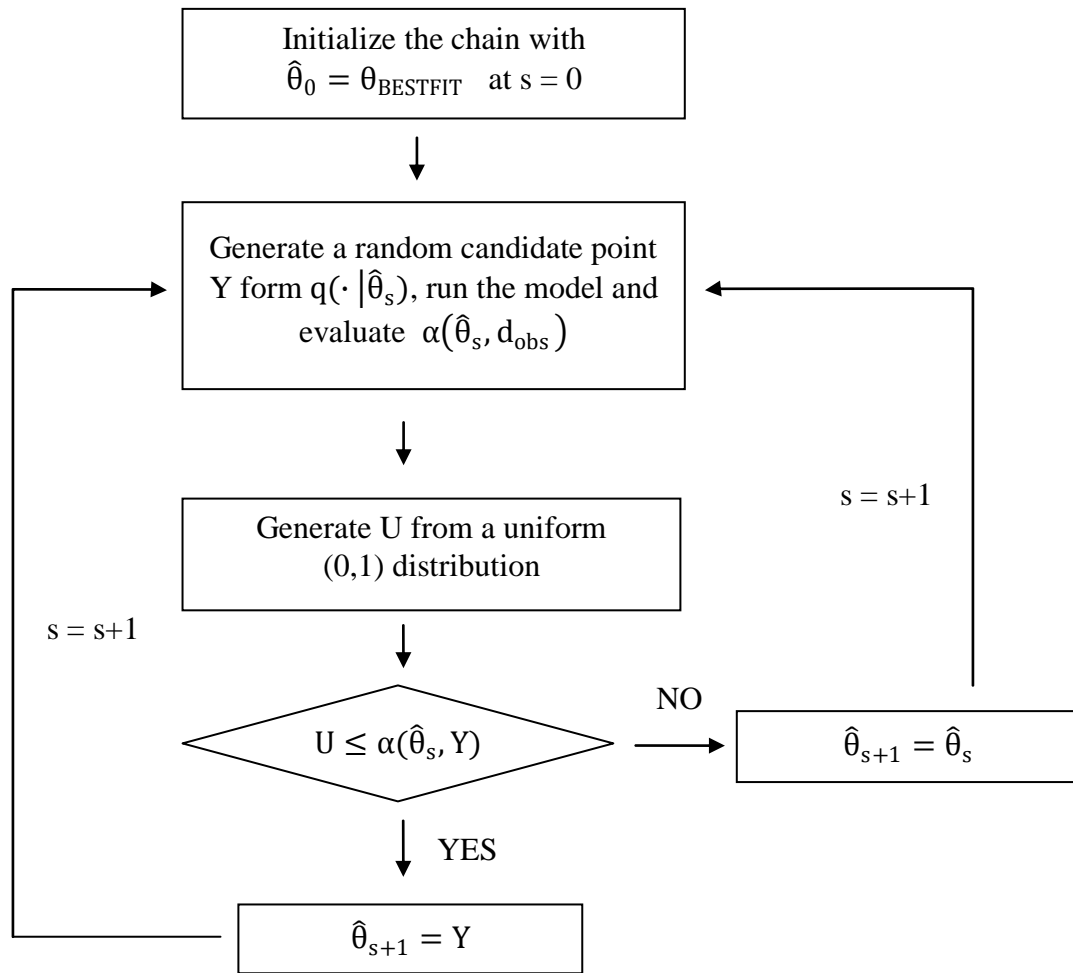 Initialize the chain with
θ̂₀ = θ_BESTFIT at s = 0
Generate a random candidate point
Y form q(· |θ̂ₛ), run the model and
evaluate α(θ̂ₛ, d_obs)
Generate U from a uniform
(0,1) distribution
s = s+1
s = s+1
NO
U ≤ α(θ̂ₛ, Y)
θ̂ₛ₊₁ = θ̂ₛ
YES
θ̂ₛ₊₁ = Y